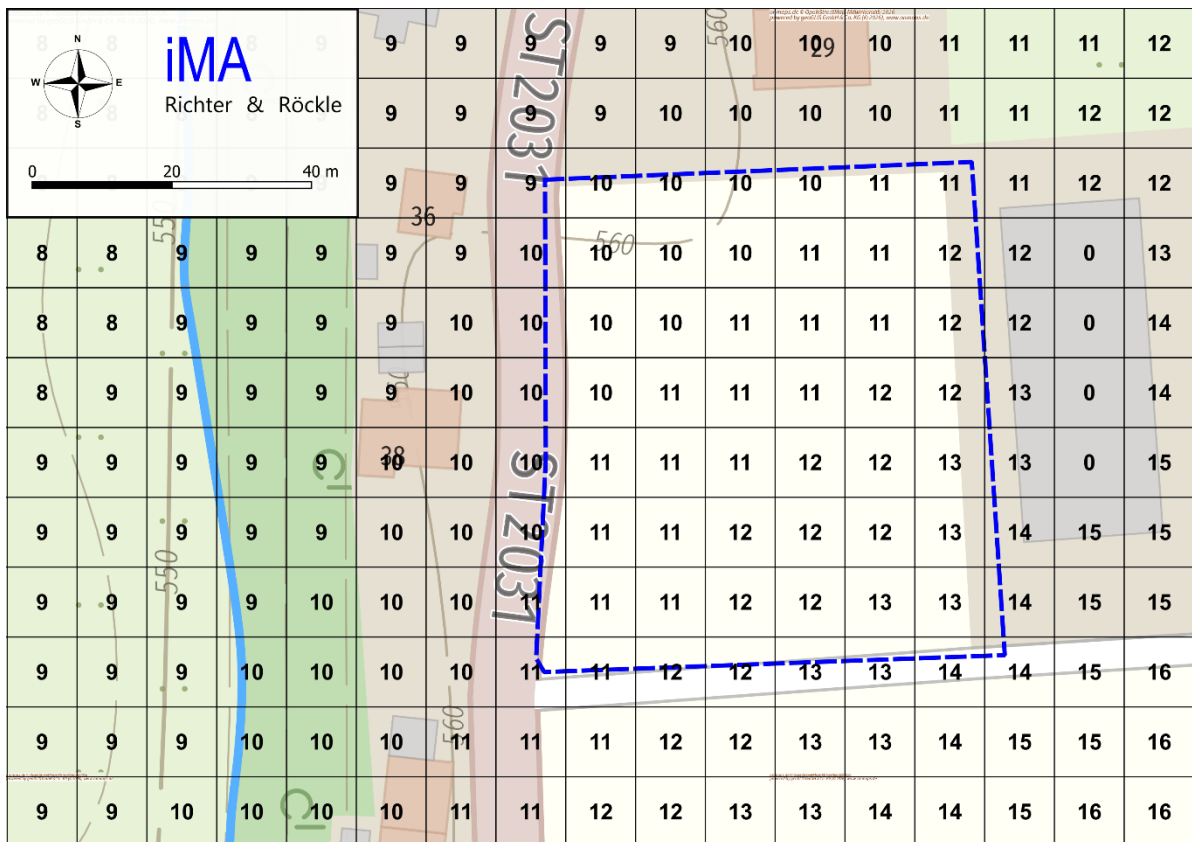 N
W E
S
iMA
Richter & Röckle
0 20 40 m
9 9 9 9 9 10 10 10 11 11 11 12
560
29
ST2031
9 9 9 9 10 10 10 10 11 11 12 12
9 9 9 10 10 10 10 11 11 11 12 12
36
550
560
8 8 9 9 9 9 9 10 10 10 10 11 11 12 12 0 13
8 8 9 9 9 9 10 10 10 10 11 11 11 12 12 0 14
8 9 9 9 9 9 10 10 10 11 11 11 12 12 13 0 14
38
9 9 9 9 9 10 10 10 11 11 11 12 12 13 13 0 15
ST2031
9 9 9 9 9 10 10 10 11 11 12 12 12 13 14 15 15
550
9 9 9 9 10 10 10 11 11 11 12 12 13 13 14 15 15
9 9 9 10 10 10 10 11 11 12 12 13 13 14 14 15 16
560
9 9 9 10 10 10 11 11 11 12 12 13 13 14 15 15 16
9 9 10 10 10 10 11 11 12 12 13 13 14 14 15 16 16